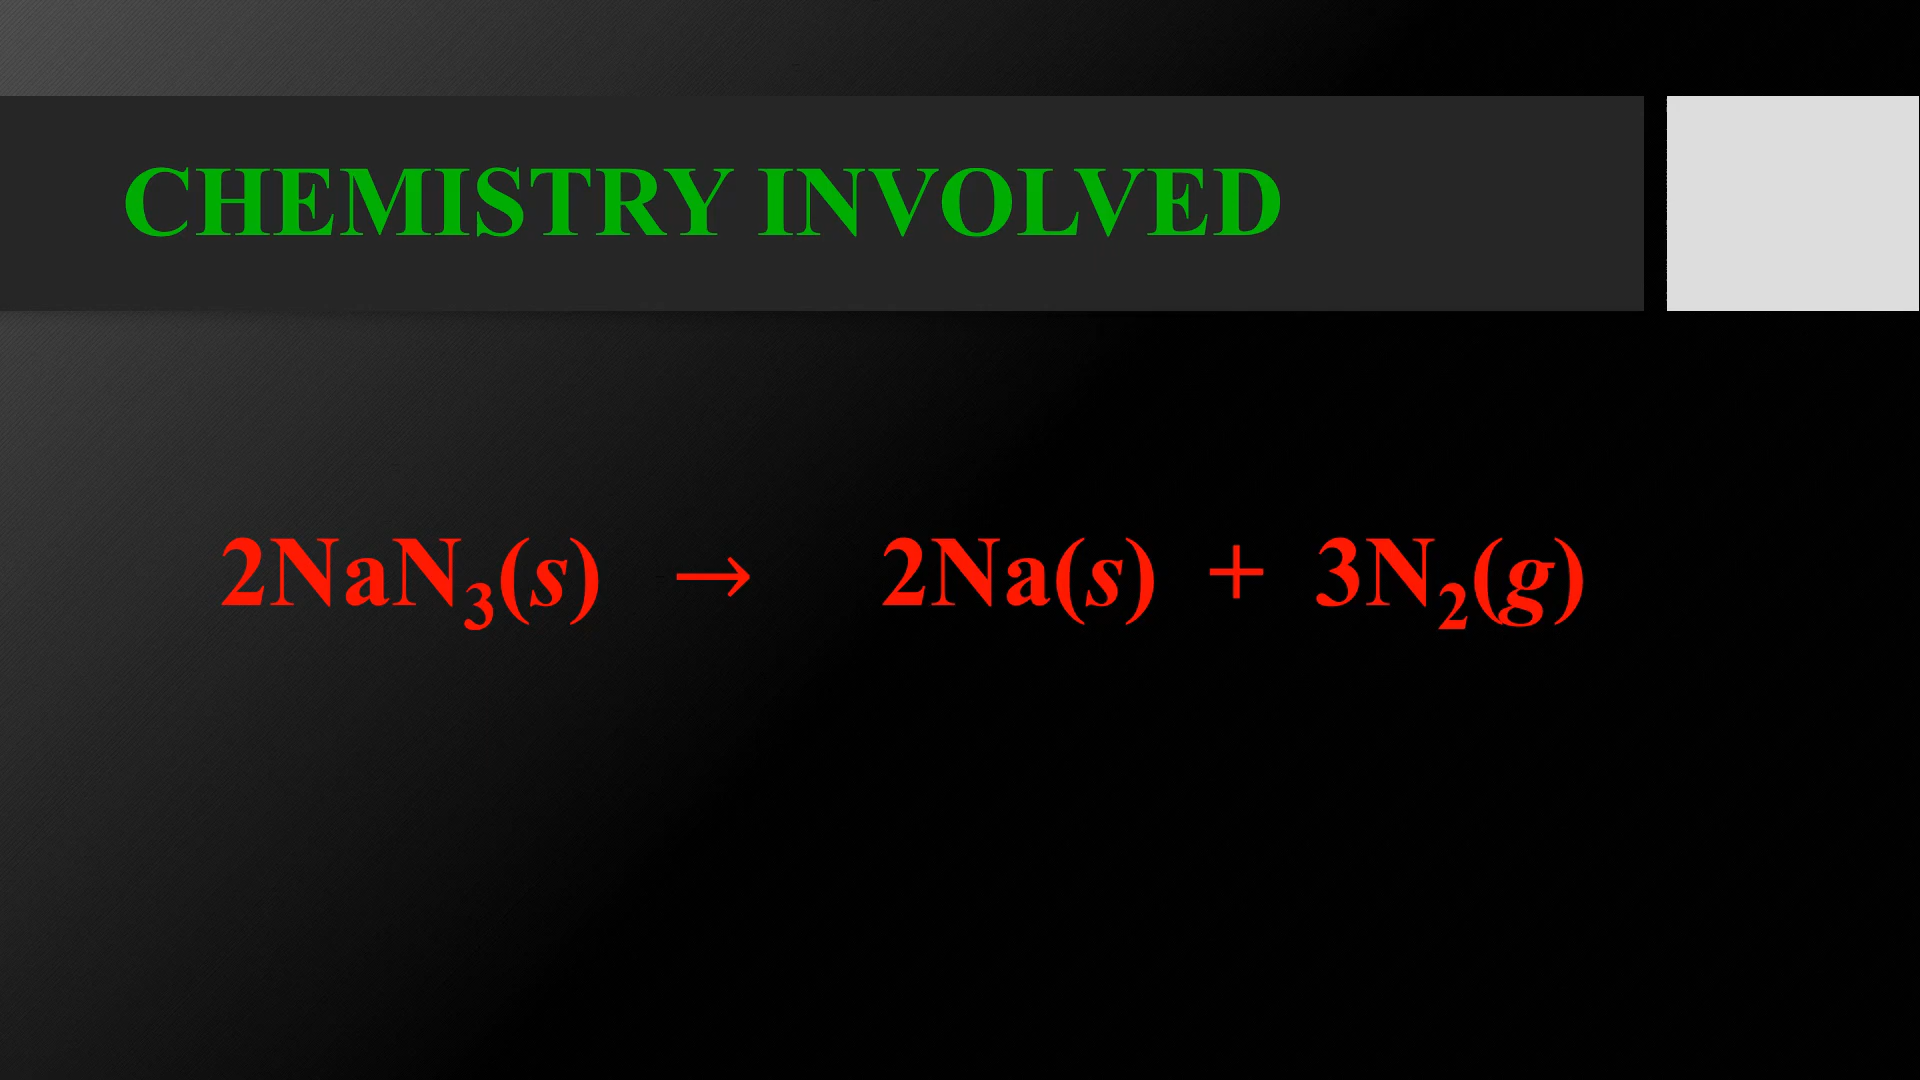 CHEMISTRY INVOLVED
2NaN₃(s) → 2Na(s) + 3N₂(g)